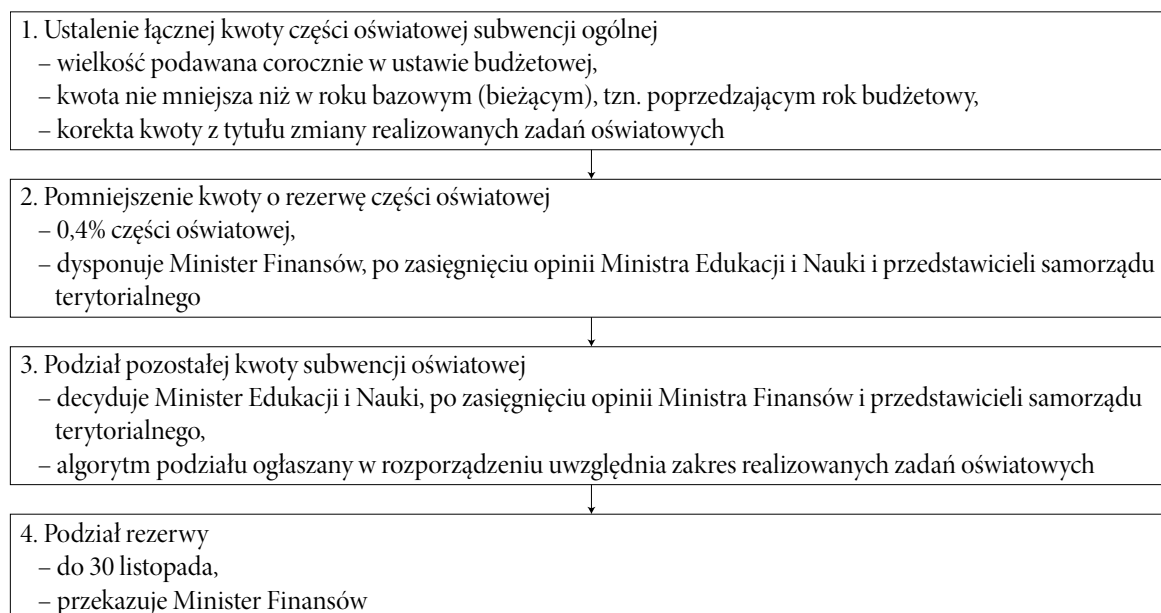 1. Ustalenie łącznej kwoty części oświatowej subwencji ogólnej
– wielkość podawana corocznie w ustawie budżetowej,
– kwota nie mniejsza niż w roku bazowym (bieżącym), tzn. poprzedzającym rok budżetowy,
– korekta kwoty z tytułu zmiany realizowanych zadań oświatowych
2. Pomniejszenie kwoty o rezerwę części oświatowej
– 0,4% części oświatowej,
– dysponuje Minister Finansów, po zasięgnięciu opinii Ministra Edukacji i Nauki i przedstawicieli samorządu
terytorialnego
3. Podział pozostałej kwoty subwencji oświatowej
– decyduje Minister Edukacji i Nauki, po zasięgnięciu opinii Ministra Finansów i przedstawicieli samorządu
terytorialnego,
– algorytm podziału ogłaszany w rozporządzeniu uwzględnia zakres realizowanych zadań oświatowych
4. Podział rezerwy
– do 30 listopada,
– przekazuje Minister Finansów